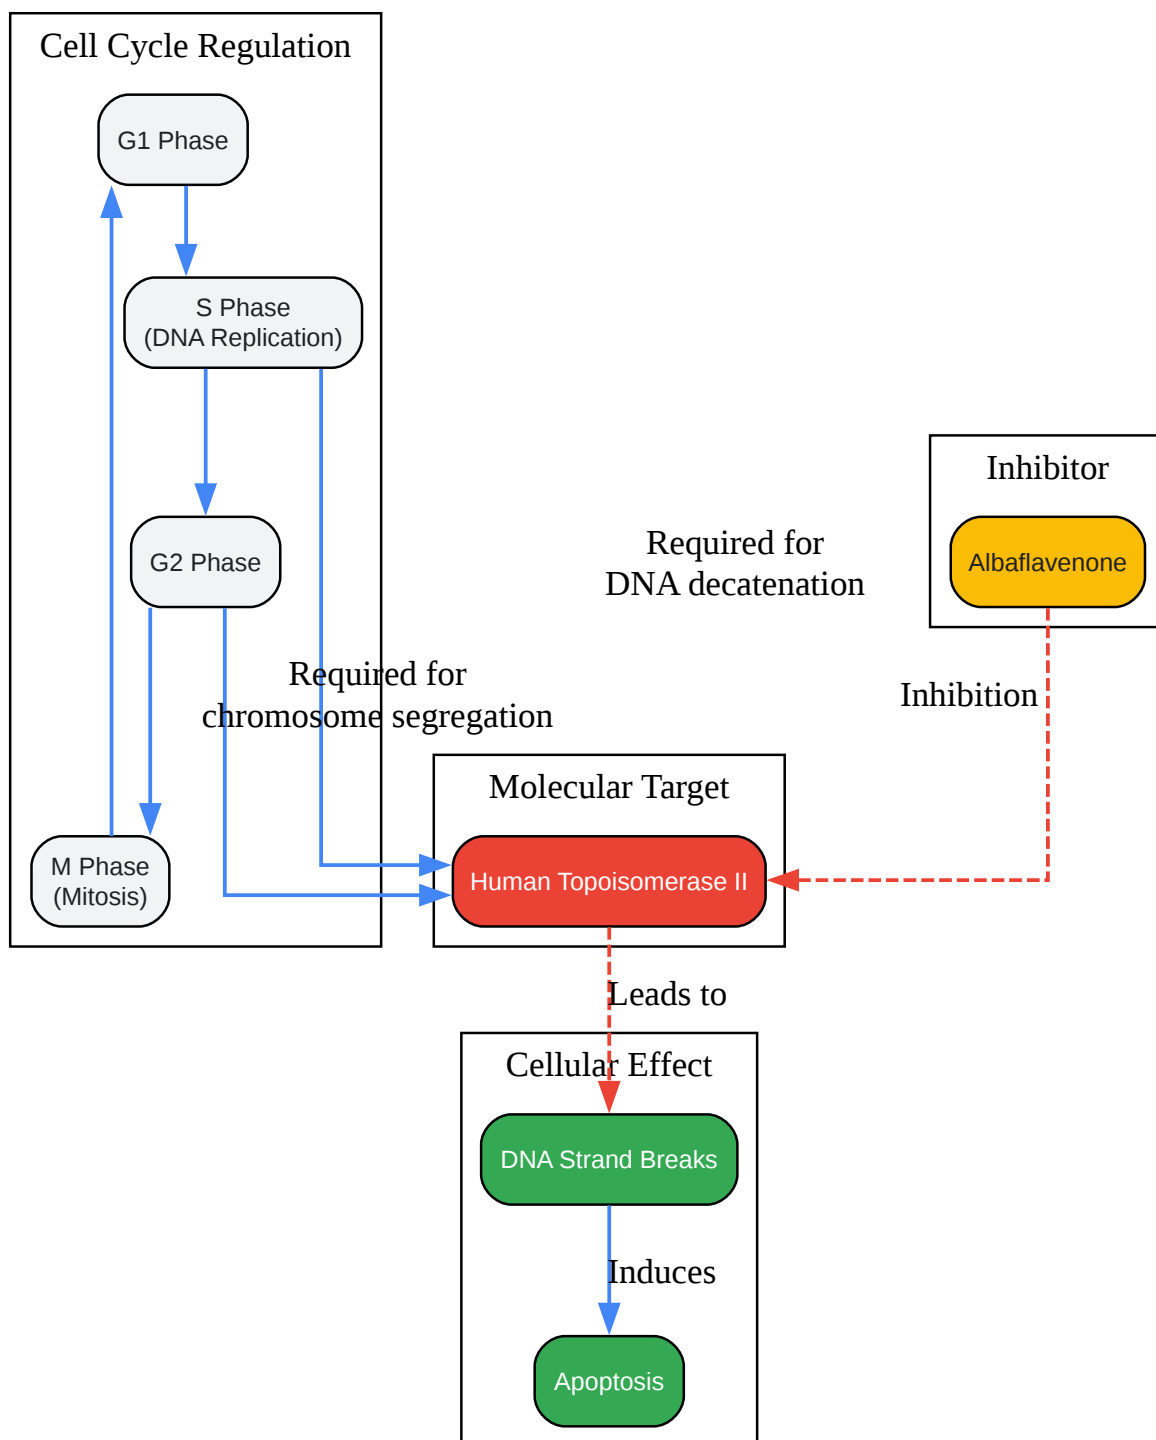 Cell Cycle Regulation
G1 Phase
S Phase
(DNA Replication)
G2 Phase
Required for
chromosome segregation
M Phase
(Mitosis)
Required for
DNA decatenation
Inhibitor
Albaflavenone
Inhibition
Molecular Target
Human Topoisomerase II
Leads to
Cellular Effect
DNA Strand Breaks
Induces
Apoptosis